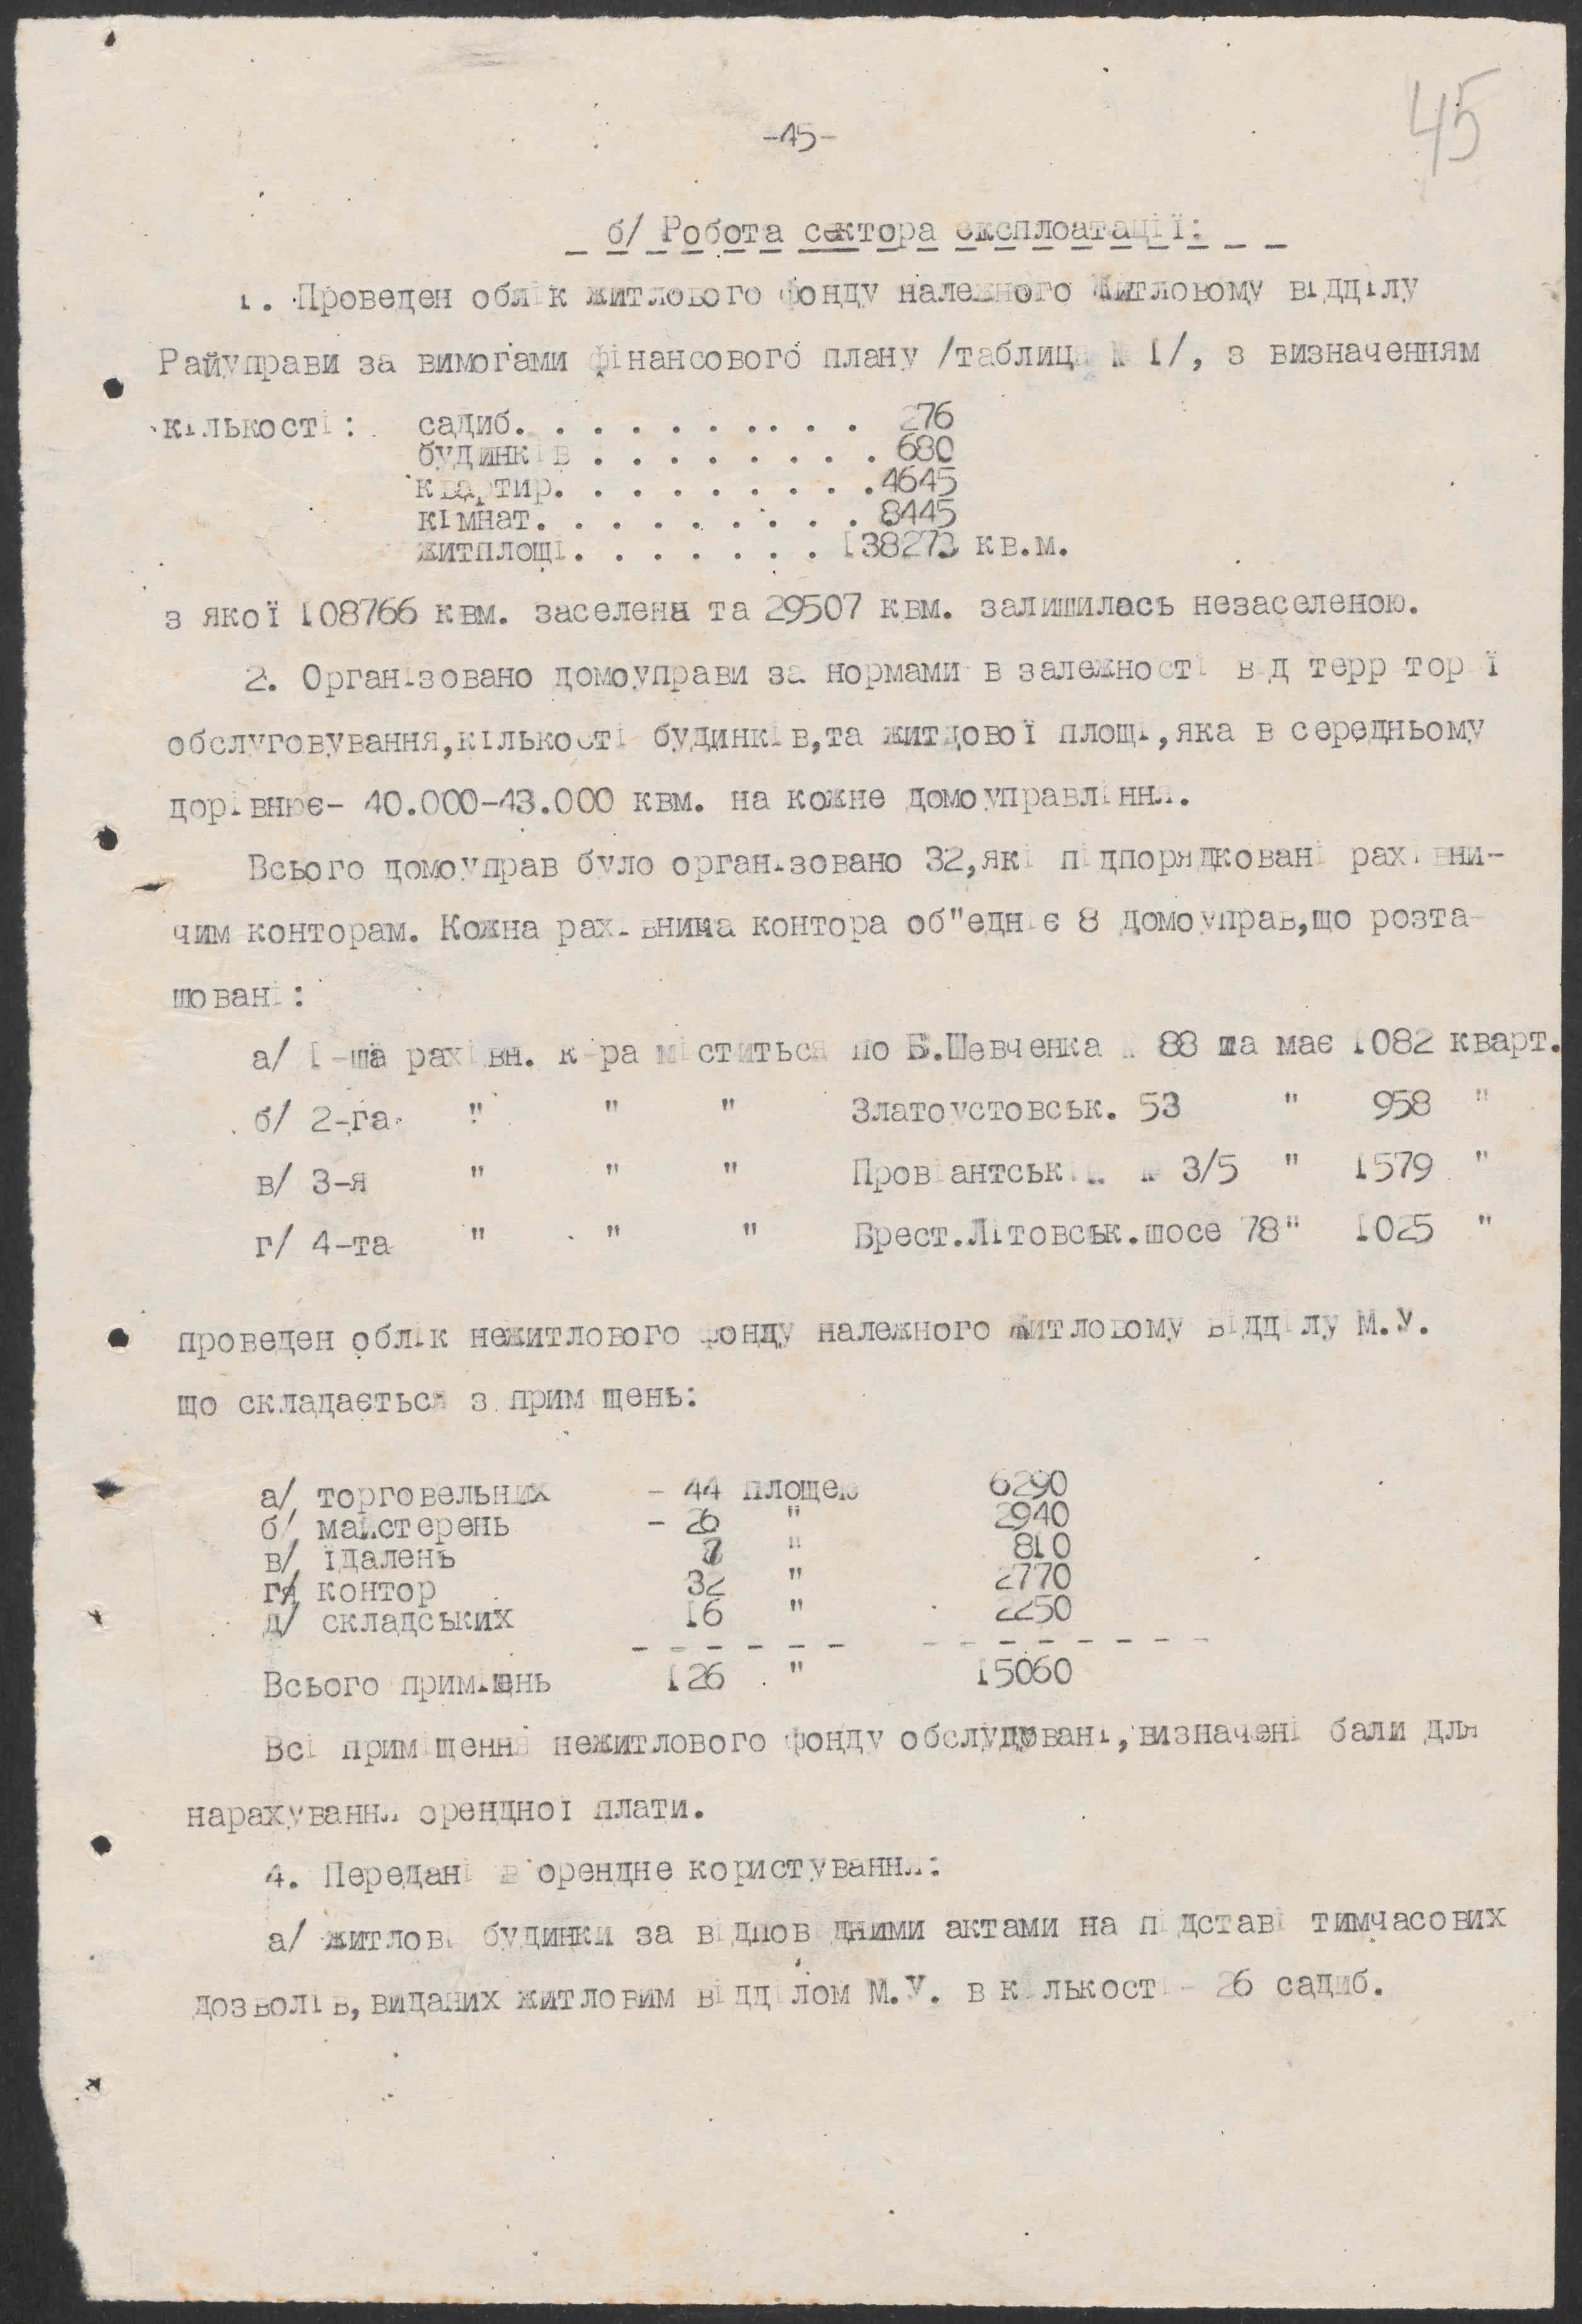 -45-
45
б/ Робота сектора експлоатації:
1. Проведен облік житлового фонду належного Житловому відділу
Райуправи за вимогами фінансового плану /таблиця № 1/, з визначенням
кількості: садиб. . . . . . . . . . 276
будинків . . . . . . . . 680
квартир. . . . . . . . . 4645
кімнат. . . . . . . . . 8445
житплощі. . . . . . . 138273 кв.м.
з якої 108766 квм. заселена та 29507 квм. залишилась незаселеною.
2. Організовано домоуправи за нормами в залежності від терр торії
обслуговування,кількості будинків,та житлової площі,яка в середньому
дорівнює- 40.000-43.000 квм. на кожне домоуправління.
Всього домоуправ було організовано 32,які підпорядковані рахівни-
чим конторам. Кожна рахівнича контора об"едніє 8 домоуправ,що розта-
шовані:
а/ 1-ша рахівн. к-ра міститься по Б.Шевченка № 88 та має 1082 кварт.
б/ 2-га " " " Златоустовськ. 53 " 958 "
в/ 3-я " " " Провіантській № 3/5 " 1579 "
г/ 4-та " " " Брест.Літовськ.шосе 78 " 1025 "
проведен облік нежитлового фонду належного Житловому відділу М.У.
що складається з приміщень:
а/ торговельних - 44 площею 6290
б/ майстерень - 26 " 2940
в/ їдалень " 810
г/ контор 32 " 2770
д/ складських 16 " 2250
Всього приміщнь 126 " 15060
Всі приміщення нежитлового фонду обслудувані, визначені бали для
нарахування орендної плати.
4. Передані в орендне користування:
а/ житлові будинки за відповідними актами на підставі тимчасових
дозволів, виданих житловим відділом М.У. в кількості - 26 садиб.